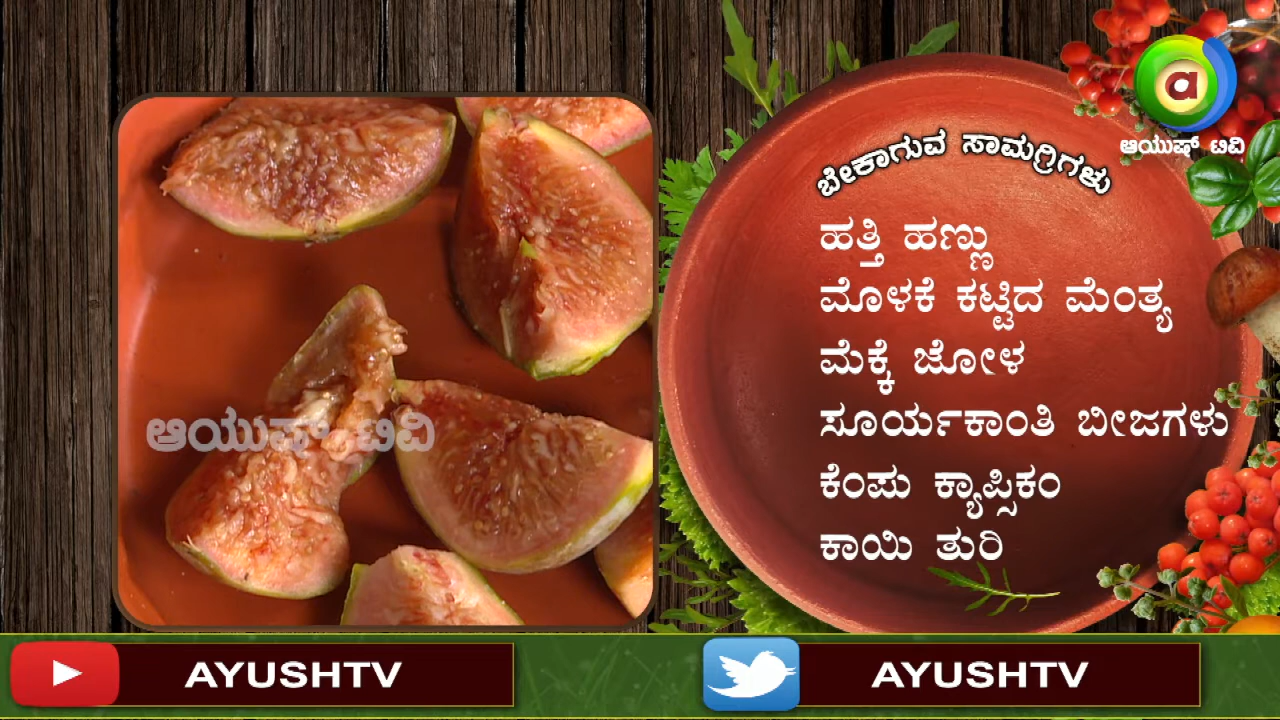 ಆಯುಷ್ ಟಿವಿ
ಬೇಕಾಗುವ ಸಾಮಗ್ರಿಗಳು
ಹತ್ತಿ ಹಣ್ಣು
ಮೊಳಕೆ ಕಟ್ಟಿದ ಮೆಂತ್ಯ
ಮೆಕ್ಕೆ ಜೋಳ
ಸೂರ್ಯಕಾಂತಿ ಬೀಜಗಳು
ಕೆಂಪು ಕ್ಯಾಪ್ಸಿಕಂ
ಕಾಯಿ ತುರಿ
ಆಯುಷ್ ಟಿವಿ
AYUSHTV
AYUSHTV